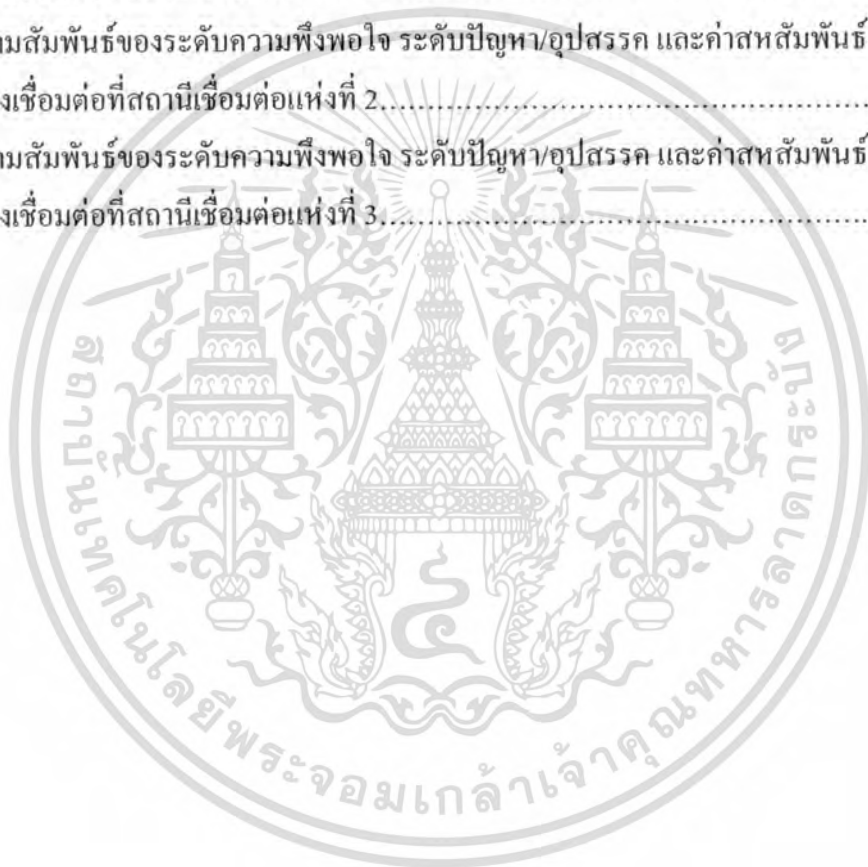 ามสัมพันธ์ของระดับความพึงพอใจ ระดับปัญหา/อุปสรรค และค่าสหสัมพันธ์
งเชื่อมต่อที่สถานีเชื่อมต่อแห่งที่ 2.......................................................
ามสัมพันธ์ของระดับความพึงพอใจ ระดับปัญหา/อุปสรรค และค่าสหสัมพันธ์
งเชื่อมต่อที่สถานีเชื่อมต่อแห่งที่ 3.......................................................
สถาบันเทคโนโลยีพระจอมเกล้าเจ้าคุณทหารลาดกระบัง